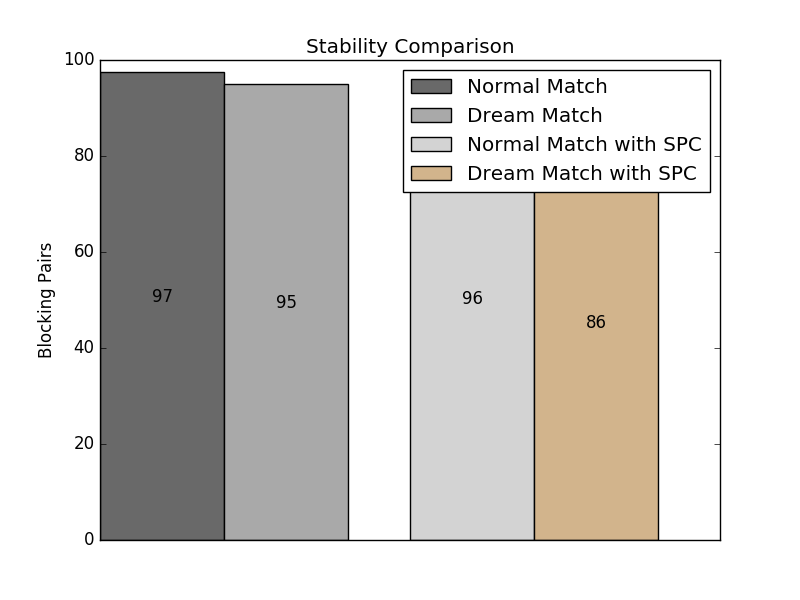 Stability Comparison
100
80
60
40
20
0
Blocking Pairs
Normal Match
Dream Match
Normal Match with SPC
Dream Match with SPC
97
95
96
86